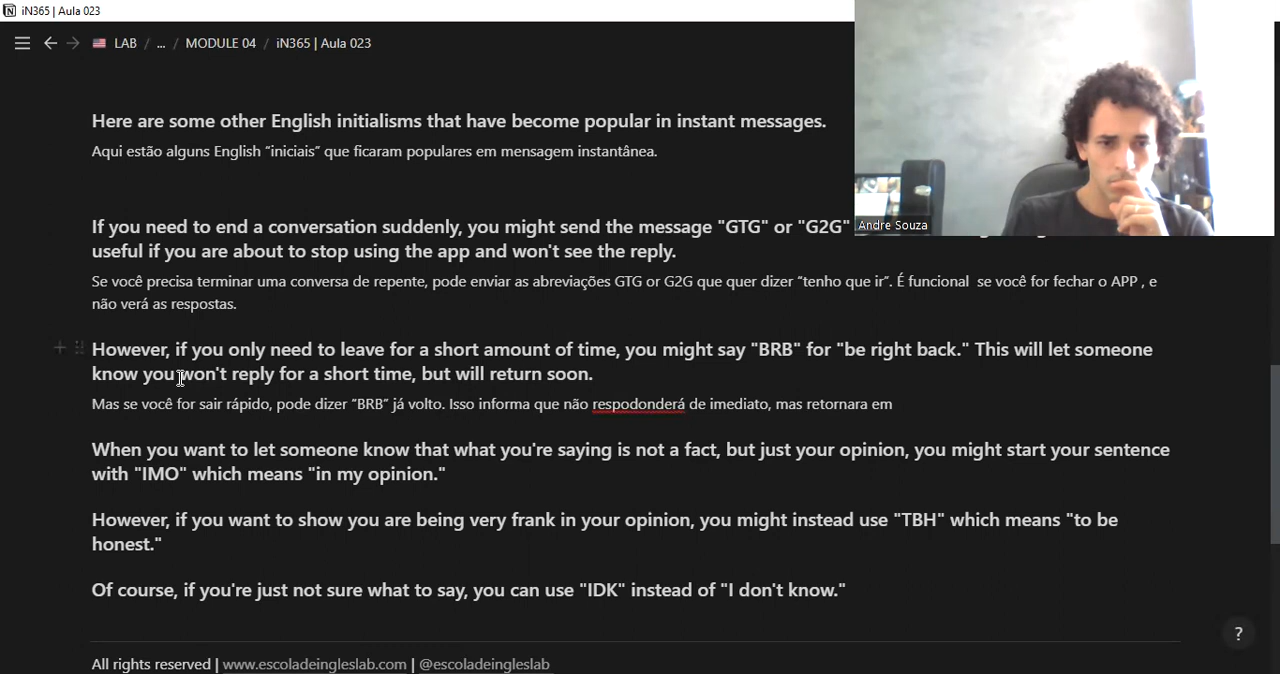 iN365 | Aula 023
LAB / ... / MODULE 04 / iN365 | Aula 023
Here are some other English initialisms that have become popular in instant messages.
Aqui estão alguns English “iniciais” que ficaram populares em mensagem instantânea.
If you need to end a conversation suddenly, you might send the message "GTG" or "G2G"
useful if you are about to stop using the app and won't see the reply.
Andre Souza
Se você precisa terminar uma conversa de repente, pode enviar as abreviações GTG or G2G que quer dizer “tenho que ir”. É funcional se você for fechar o APP , e
não verá as respostas.
However, if you only need to leave for a short amount of time, you might say "BRB" for "be right back." This will let someone
know you won't reply for a short time, but will return soon.
Mas se você for sair rápido, pode dizer “BRB” já volto. Isso informa que não respodonderá de imediato, mas retornara em
When you want to let someone know that what you're saying is not a fact, but just your opinion, you might start your sentence
with "IMO" which means "in my opinion."
However, if you want to show you are being very frank in your opinion, you might instead use "TBH" which means "to be
honest."
Of course, if you're just not sure what to say, you can use "IDK" instead of "I don't know."
?
All rights reserved | www.escoladeingleslab.com | @escoladeingleslab